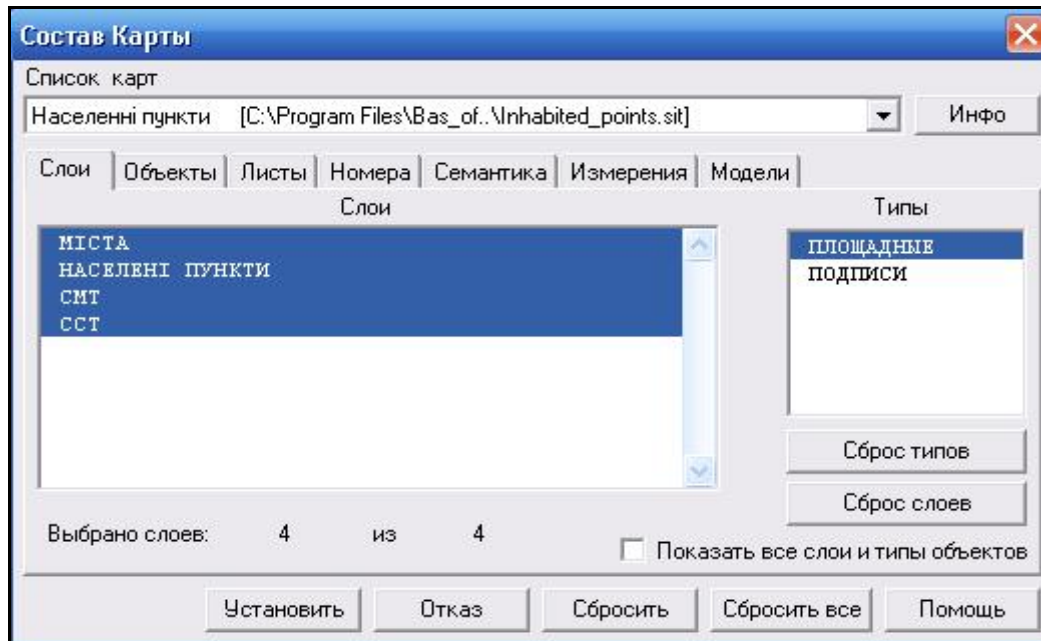 Состав Карты
Список карт
Населенні пункти [C:\Program Files\Bas_of..\Inhabited_points.sit] Инфо
Слои Объекты Листы Номера Семантика Измерения Модели
Слои Типы
МІСТА
НАСЕЛЕНІ ПУНКТИ
СМТ
ССТ
ПЛОЩАДНЫЕ
ПОДПИСИ
Сброс типов
Сброс слоев
Выбрано слоев: 4 из 4
Показать все слои и типы объектов
Установить Отказ Сбросить Сбросить все Помощь